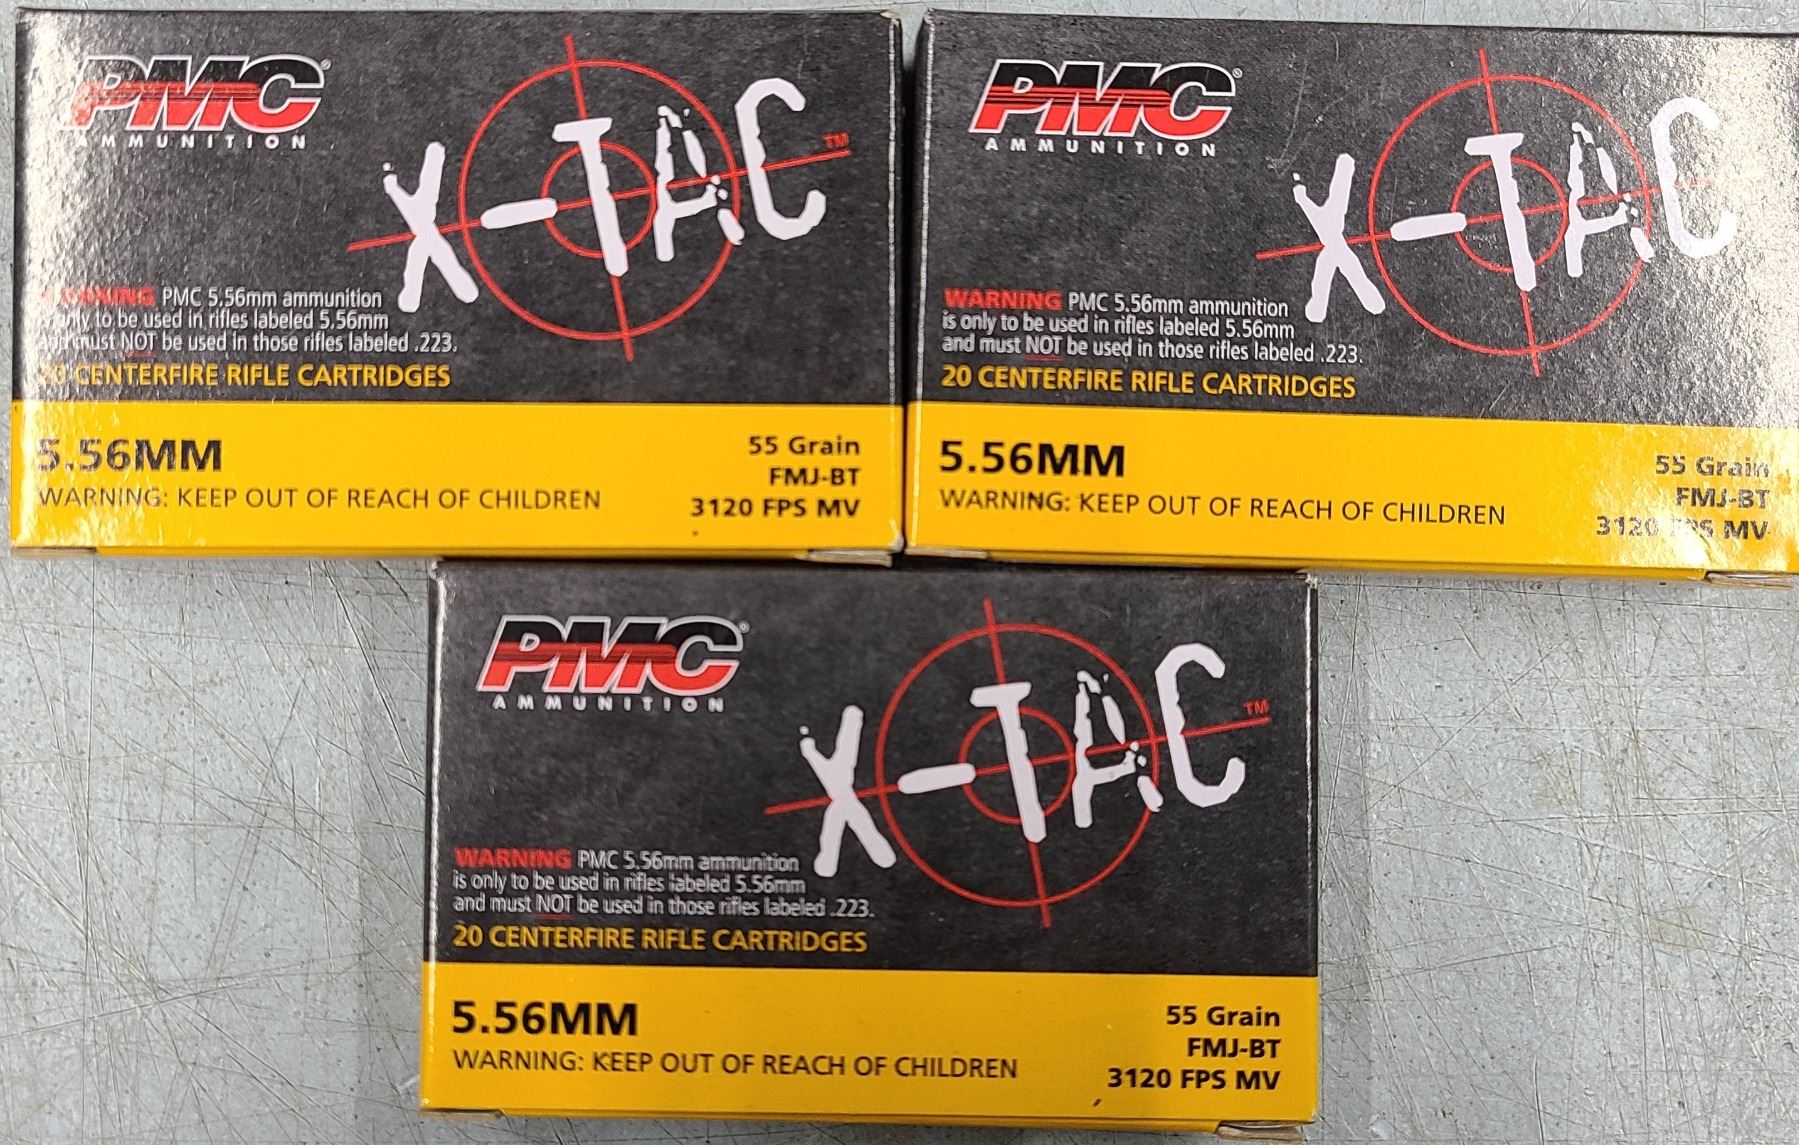 PMC®
AMMUNITION
X-TAC™
WARNING PMC 5.56mm ammunition
only to be used in rifles labeled 5.56mm
and must NOT be used in those rifles labeled .223.
20 CENTERFIRE RIFLE CARTRIDGES
5.56MM
WARNING: KEEP OUT OF REACH OF CHILDREN
55 Grain
FMJ-BT
3120 FPS MV
PMC®
AMMUNITION
X-TAC
WARNING PMC 5.56mm ammunition
is only to be used in rifles labeled 5.56mm
and must NOT be used in those rifles labeled .223.
20 CENTERFIRE RIFLE CARTRIDGES
5.56MM
WARNING: KEEP OUT OF REACH OF CHILDREN
55 Grain
FMJ-BT
3120 FPS MV
PMC®
AMMUNITION
X-TAC™
WARNING PMC 5.56mm ammunition
is only to be used in rifles labeled 5.56mm
and must NOT be used in those rifles labeled .223.
20 CENTERFIRE RIFLE CARTRIDGES
5.56MM
WARNING: KEEP OUT OF REACH OF CHILDREN
55 Grain
FMJ-BT
3120 FPS MV